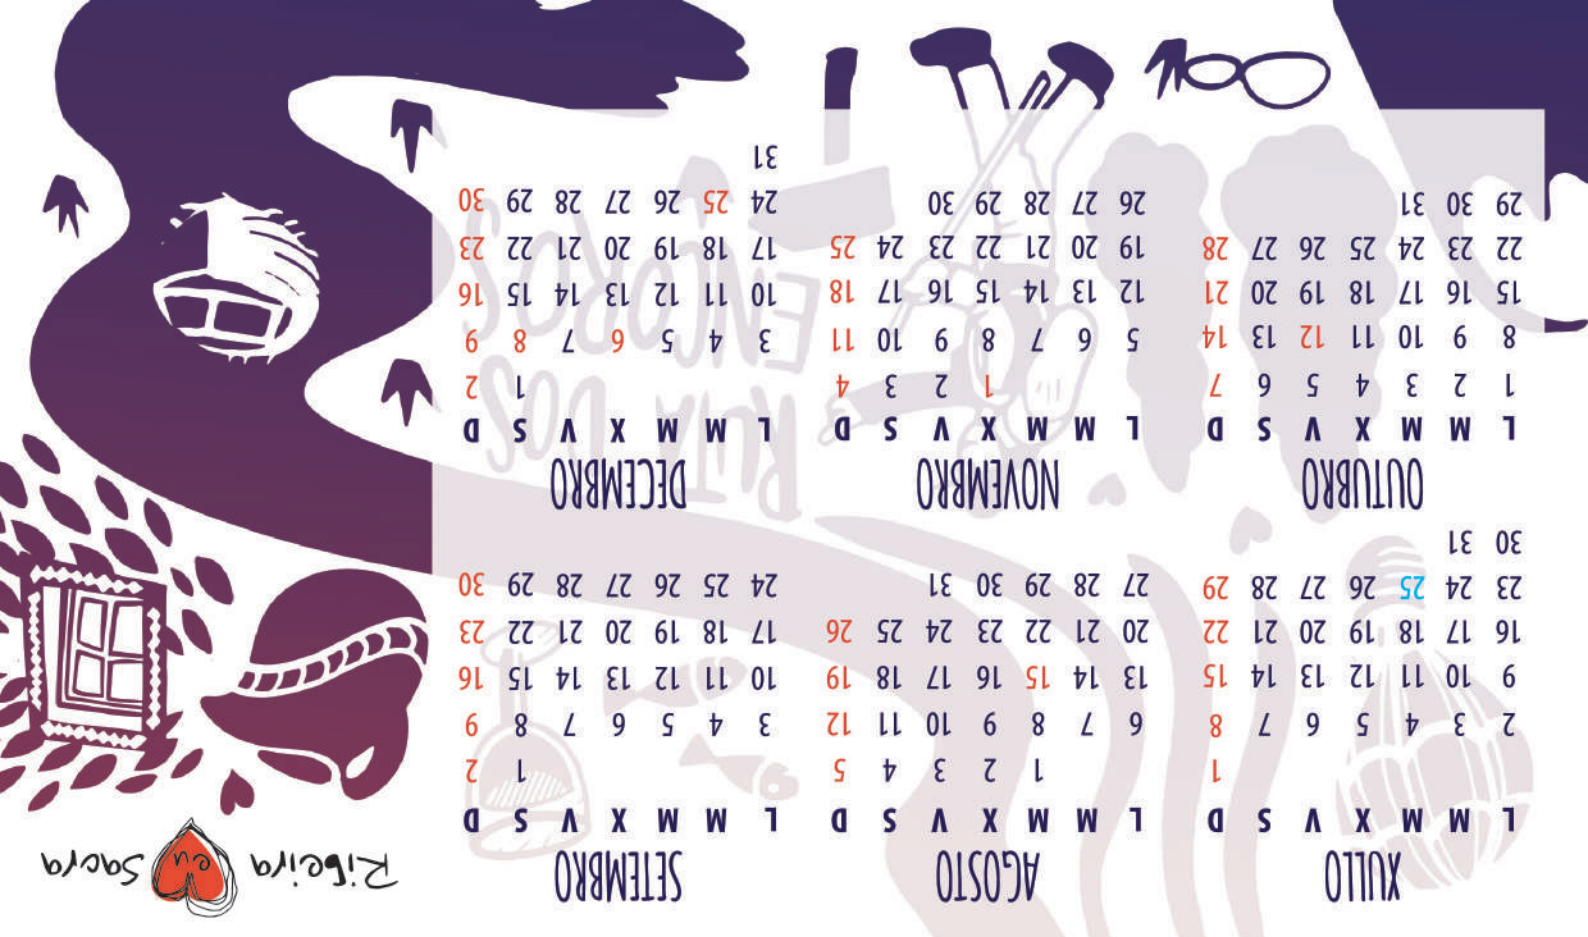 XULLO
L M M X V S D
1
2 3 4 5 6 7 8
9 10 11 12 13 14 15
16 17 18 19 20 21 22
23 24 25 26 27 28 29
30 31
AGOSTO
L M M X V S D
1 2 3 4 5
6 7 8 9 10 11 12
13 14 15 16 17 18 19
20 21 22 23 24 25 26
27 28 29 30 31
SETEMBRO
L M M X V S D
1 2
3 4 5 6 7 8 9
10 11 12 13 14 15 16
17 18 19 20 21 22 23
24 25 26 27 28 29 30
Ribeira eu Sacra
OUTUBRO
L M M X V S D
1 2 3 4 5 6 7
8 9 10 11 12 13 14
15 16 17 18 19 20 21
22 23 24 25 26 27 28
29 30 31
NOVEMBRO
L M M X V S D
1 2 3 4
5 6 7 8 9 10 11
12 13 14 15 16 17 18
19 20 21 22 23 24 25
26 27 28 29 30
DECEMBRO
L M M X V S D
1 2
3 4 5 6 7 8 9
10 11 12 13 14 15 16
17 18 19 20 21 22 23
24 25 26 27 28 29 30
31
RUTA DOS
ENCOROS